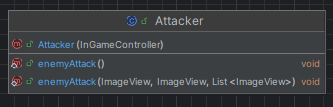 Attacker
Attacker(InGameController)
enemyAttack() void
enemyAttack(ImageView, ImageView, List<ImageView>) void